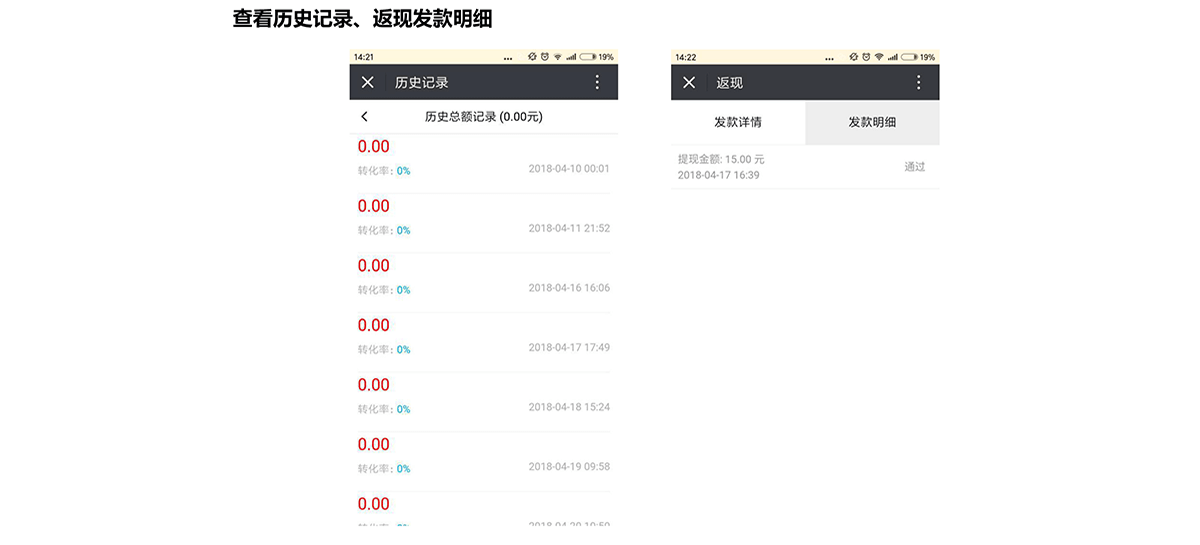 查看历史记录、返现发款明细
14:21
... 19%
历史记录
历史总额记录 (0.00元)
0.00
转化率: 0% 2018-04-10 00:01
0.00
转化率: 0% 2018-04-11 21:52
0.00
转化率: 0% 2018-04-16 16:06
0.00
转化率: 0% 2018-04-17 17:49
0.00
转化率: 0% 2018-04-18 15:24
0.00
转化率: 0% 2018-04-19 09:58
0.00
14:22
... 19%
返现
发款详情 发款明细
提现金额: 15.00 元
2018-04-17 16:39
通过